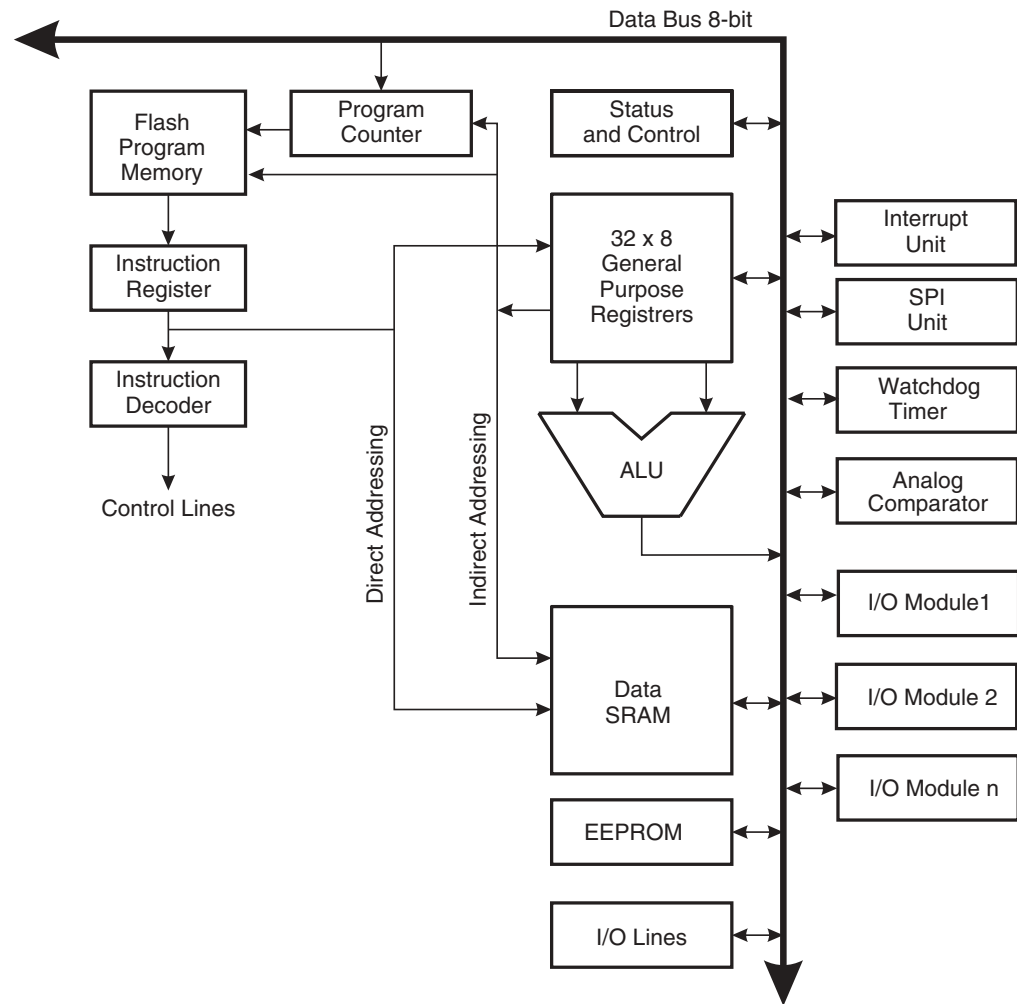 Data Bus 8-bit
Flash
Program
Memory
Program
Counter
Status
and Control
Interrupt
Unit
32 x 8
General
Purpose
Registrers
Instruction
Register
SPI
Unit
Instruction
Decoder
Watchdog
Timer
ALU
Analog
Comparator
Control Lines
Direct Addressing
Indirect Addressing
I/O Module1
Data
SRAM
I/O Module 2
I/O Module n
EEPROM
I/O Lines